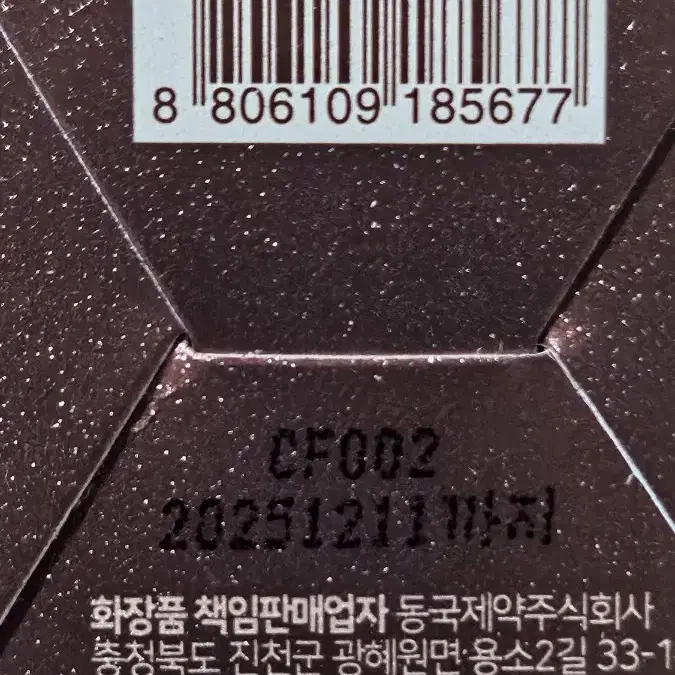 8 806109 185677
CF002
20251211까지
화장품 책임판매업자 동국제약주식회사
충청북도 진천군 광혜원면·용소2길 33-1